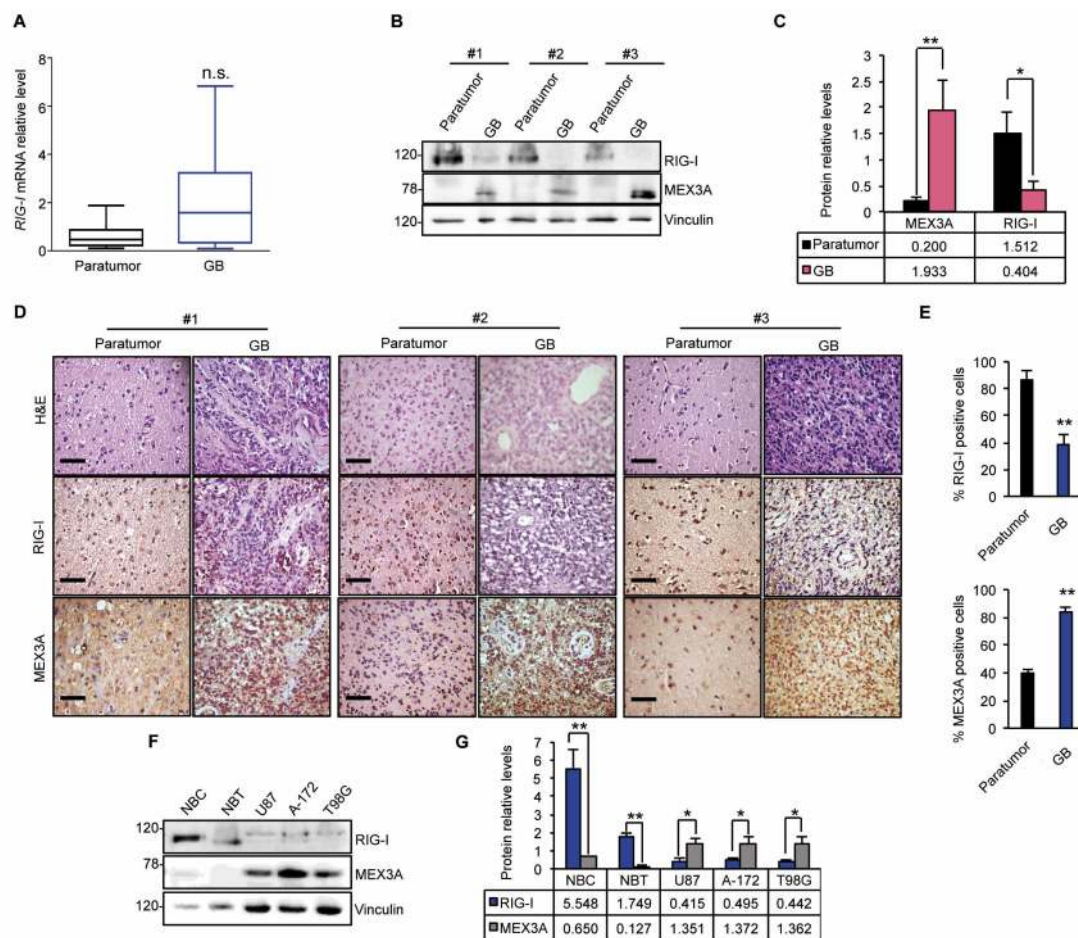 A
RIG-I mRNA relative level
8
6
4
2
0
n.s.
Paratumor GB
B
#1 #2 #3
Paratumor GB Paratumor GB Paratumor GB
120 RIG-I
78 MEX3A
120 Vinculin
C
Protein relative levels
3
2.5
2
1.5
1
0.5
0
** *
MEX3A RIG-I
Paratumor 0.200 1.512
GB 1.933 0.404
D
#1 #2 #3
Paratumor GB Paratumor GB Paratumor GB
H&E
RIG-I
MEX3A
E
% RIG-I positive cells
100
80
60
40
20
0
**
Paratumor GB
% MEX3A positive cells
100
80
60
40
20
0
**
Paratumor GB
F
NBC NBT U87 A-172 T98G
120 RIG-I
78 MEX3A
120 Vinculin
G
Protein relative levels
7
6
5
4
3
2
1
0
** ** * * *
NBC NBT U87 A-172 T98G
RIG-I 5.548 1.749 0.415 0.495 0.442
MEX3A 0.650 0.127 1.351 1.372 1.362